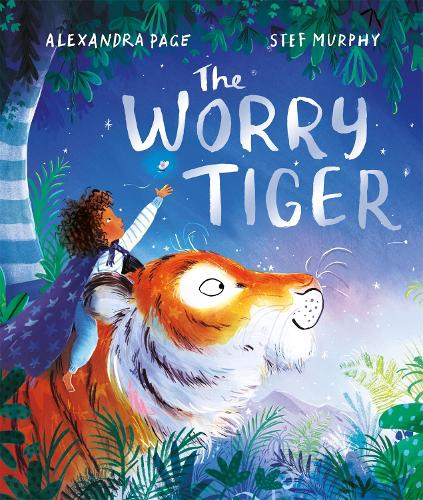 ALEXANDRA PAGE STEF MURPHY
The
WORRY
TIGER